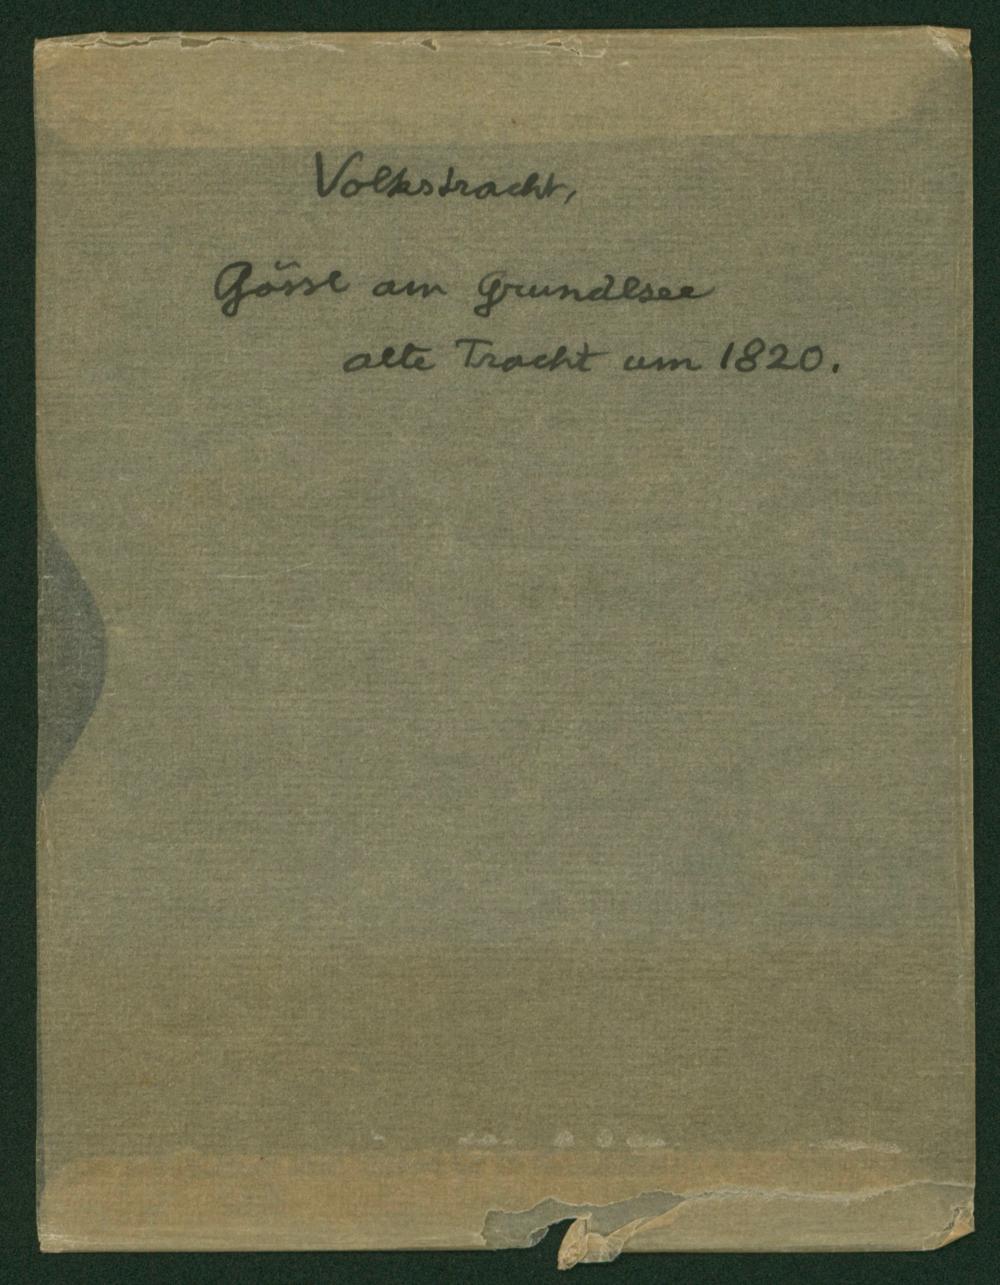 Volkstracht,
Gössl am Grundlsee
alte Tracht um 1820.